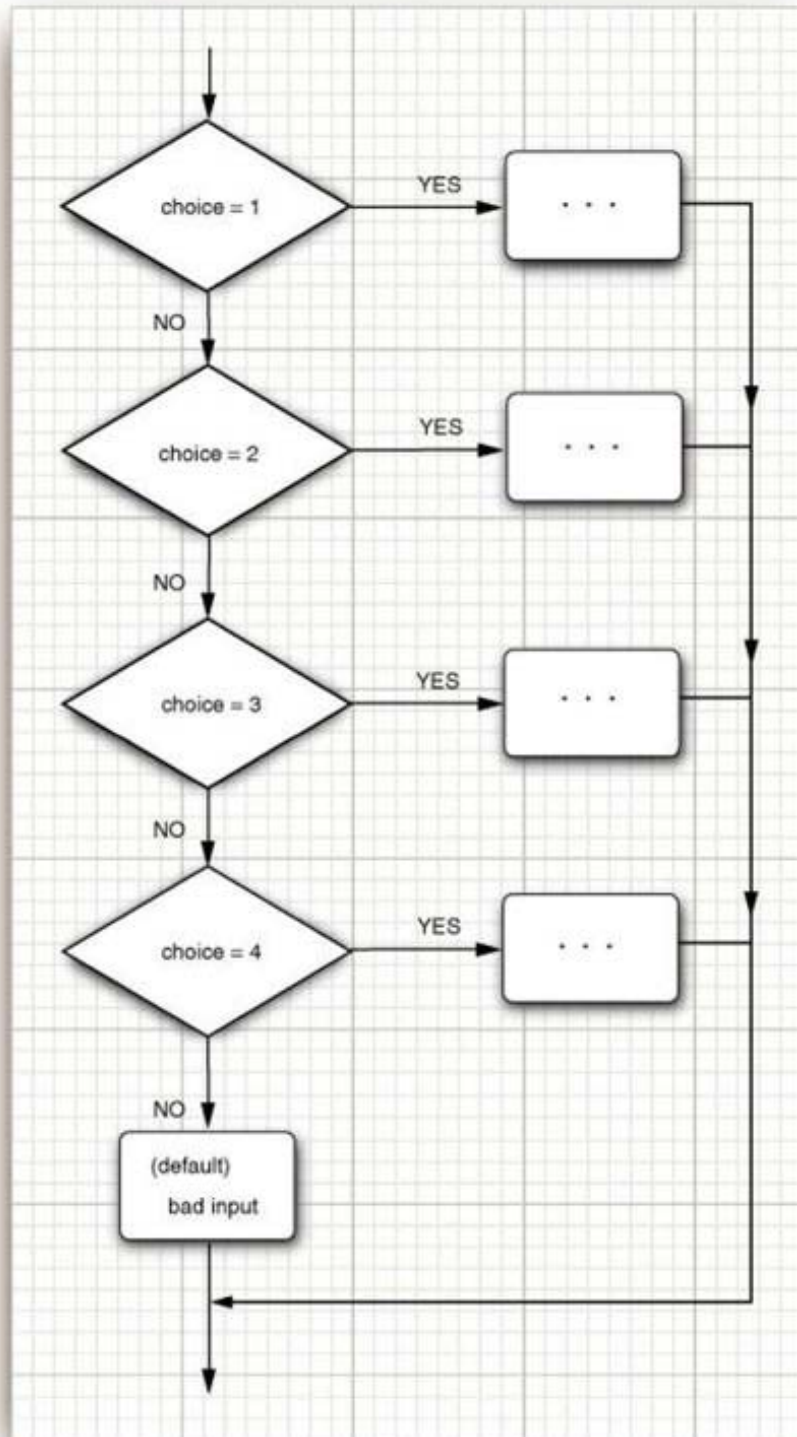 choice = 1
YES
. . .
NO
choice = 2
YES
. . .
NO
choice = 3
YES
. . .
NO
choice = 4
YES
. . .
NO
(default)
bad input